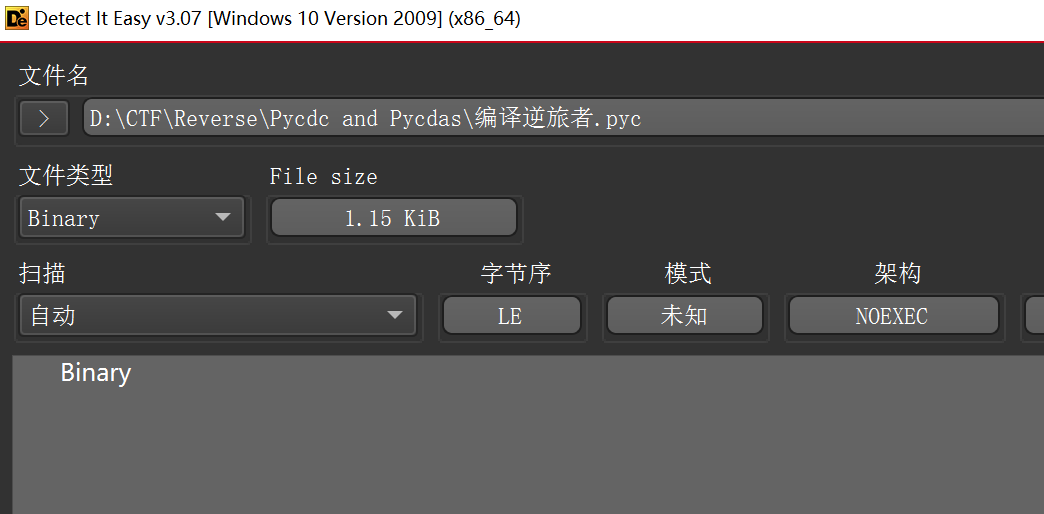 Detect It Easy v3.07 [Windows 10 Version 2009] (x86_64)
文件名
> D:\CTF\Reverse\Pycdc and Pycdas\编译逆旅者.pyc
文件类型 File size
Binary 1.15 KiB
扫描 字节序 模式 架构
自动 LE 未知 NOEXEC
Binary